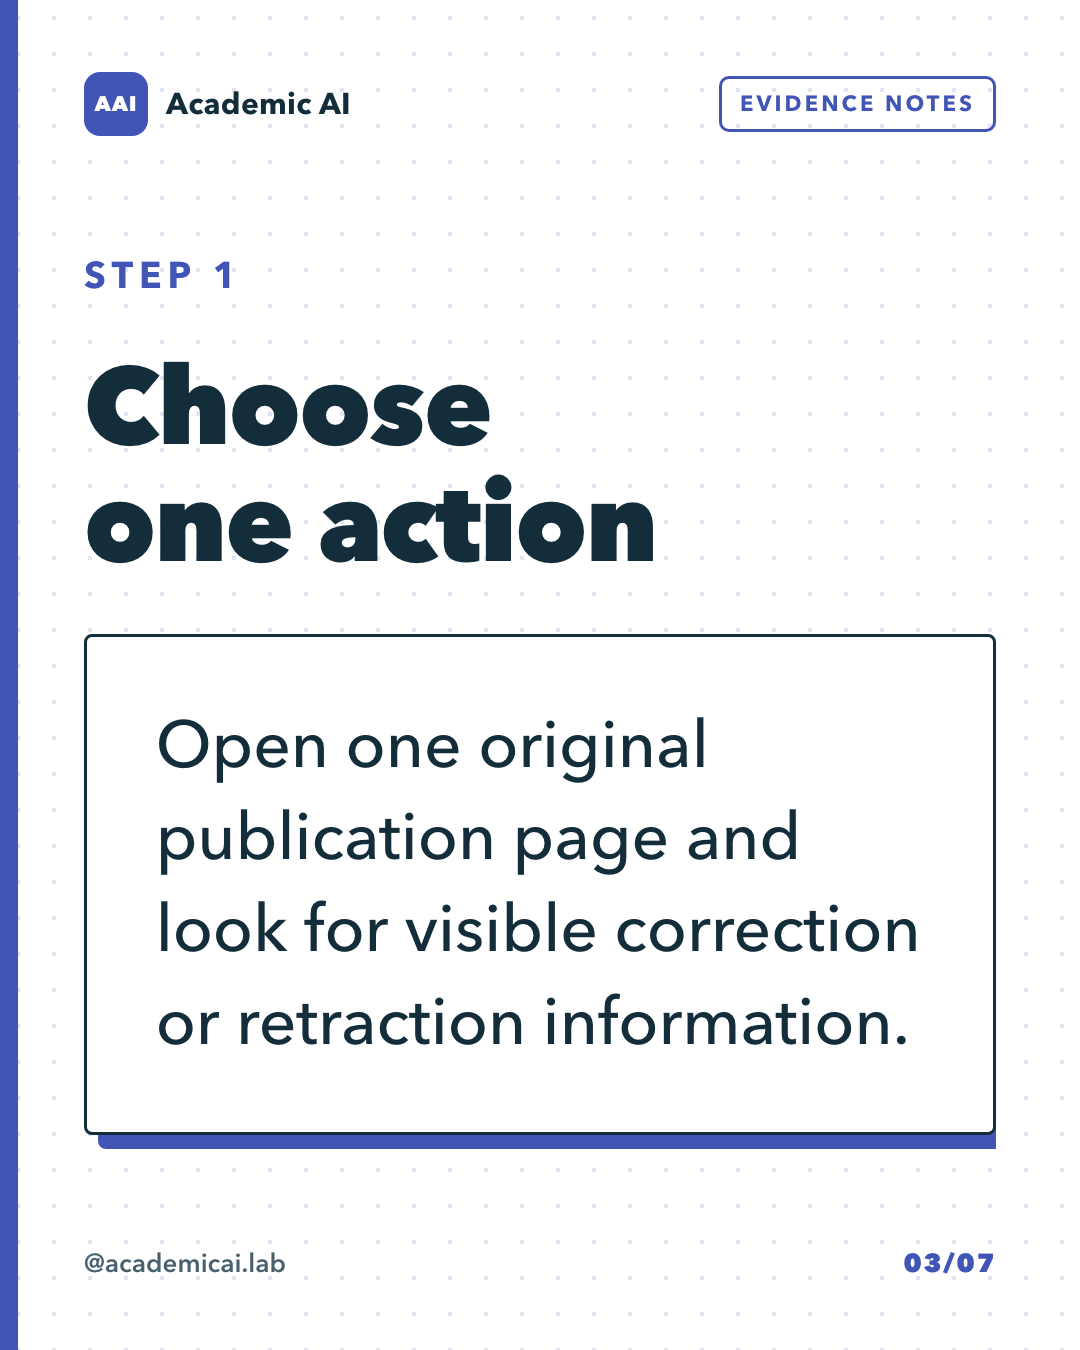 AAI
Academic AI
EVIDENCE NOTES
STEP 1
Choose
one action
Open one original
publication page and
look for visible correction
or retraction information.
@academicai.lab
03/07